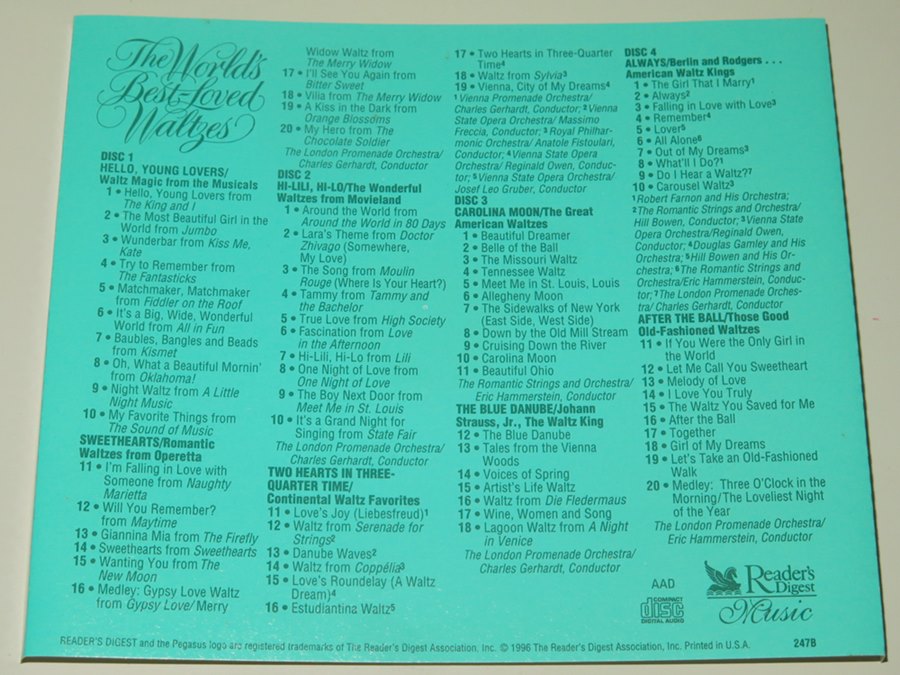 The World's
Best-Loved
Waltzes
DISC 1
HELLO, YOUNG LOVERS/
Waltz Magic from the Musicals
1 • Hello, Young Lovers from
The King and I
2 • The Most Beautiful Girl in the
World from Jumbo
3 • Wunderbar from Kiss Me,
Kate
4 • Try to Remember from
The Fantasticks
5 • Matchmaker, Matchmaker
from Fiddler on the Roof
6 • It's a Big, Wide, Wonderful
World from All in Fun
7 • Baubles, Bangles and Beads
from Kismet
8 • Oh, What a Beautiful Mornin'
from Oklahoma!
9 • Night Waltz from A Little
Night Music
10 • My Favorite Things from
The Sound of Music
SWEETHEARTS/Romantic
Waltzes from Operetta
11 • I'm Falling in Love with
Someone from Naughty
Marietta
12 • Will You Remember?
from Maytime
13 • Giannina Mia from The Firefly
14 • Sweethearts from Sweethearts
15 • Wanting You from The
New Moon
16 • Medley: Gypsy Love Waltz
from Gypsy Love/ Merry
Widow Waltz from
The Merry Widow
17 • I'll See You Again from
Bitter Sweet
18 • Vilia from The Merry Widow
19 • A Kiss in the Dark from
Orange Blossoms
20 • My Hero from The
Chocolate Soldier
The London Promenade Orchestra/
Charles Gerhardt, Conductor
DISC 2
HI-LILI, HI-LO/The Wonderful
Waltzes from Movieland
1 • Around the World from
Around the World in 80 Days
2 • Lara's Theme from Doctor
Zhivago (Somewhere,
My Love)
3 • The Song from Moulin
Rouge (Where Is Your Heart?)
4 • Tammy from Tammy and
the Bachelor
5 • True Love from High Society
6 • Fascination from Love
in the Afternoon
7 • Hi-Lili, Hi-Lo from Lili
8 • One Night of Love from
One Night of Love
9 • The Boy Next Door from
Meet Me in St. Louis
10 • It's a Grand Night for
Singing from State Fair
The London Promenade Orchestra/
Charles Gerhardt, Conductor
TWO HEARTS IN THREE-
QUARTER TIME/
Continental Waltz Favorites
11 • Love's Joy (Liebesfreud)¹
12 • Waltz from Serenade for
Strings²
13 • Danube Waves²
14 • Waltz from Coppélia³
15 • Love's Roundelay (A Waltz
Dream)⁴
16 • Estudiantina Waltz⁵
17 • Two Hearts in Three-Quarter
Time⁴
18 • Waltz from Sylvia³
19 • Vienna, City of My Dreams⁴
¹ Vienna Promenade Orchestra/
Charles Gerhardt, Conductor; ² Vienna
State Opera Orchestra/ Massimo
Freccia, Conductor; ³ Royal Philhar-
monic Orchestra/ Anatole Fistoulari,
Conductor; ⁴ Vienna State Opera
Orchestra/ Reginald Owen, Conduc-
tor; ⁵ Vienna State Opera Orchestra/
Josef Leo Gruber, Conductor
DISC 3
CAROLINA MOON/The Great
American Waltzes
1 • Beautiful Dreamer
2 • Belle of the Ball
3 • The Missouri Waltz
4 • Tennessee Waltz
5 • Meet Me in St. Louis, Louis
6 • Allegheny Moon
7 • The Sidewalks of New York
(East Side, West Side)
8 • Down by the Old Mill Stream
9 • Cruising Down the River
10 • Carolina Moon
11 • Beautiful Ohio
The Romantic Strings and Orchestra/
Eric Hammerstein, Conductor
THE BLUE DANUBE/Johann
Strauss, Jr., The Waltz King
12 • The Blue Danube
13 • Tales from the Vienna
Woods
14 • Voices of Spring
15 • Artist's Life Waltz
16 • Waltz from Die Fledermaus
17 • Wine, Women and Song
18 • Lagoon Waltz from A Night
in Venice
The London Promenade Orchestra/
Charles Gerhardt, Conductor
DISC 4
ALWAYS/Berlin and Rodgers . . .
American Waltz Kings
1 • The Girl That I Marry¹
2 • Always²
3 • Falling in Love with Love³
4 • Remember⁴
5 • Lover⁵
6 • All Alone⁶
7 • Out of My Dreams³
8 • What'll I Do?¹
9 • Do I Hear a Waltz?⁷
10 • Carousel Waltz³
¹ Robert Farnon and His Orchestra;
² The Romantic Strings and Orchestra/
Hill Bowen, Conductor; ³ Vienna State
Opera Orchestra/Reginald Owen,
Conductor; ⁴ Douglas Gamley and His
Orchestra; ⁵ Hill Bowen and His Or-
chestra; ⁶ The Romantic Strings and
Orchestra/Eric Hammerstein, Conduc-
tor; ⁷ The London Promenade Orches-
tra/ Charles Gerhardt, Conductor
AFTER THE BALL/Those Good
Old-Fashioned Waltzes
11 • If You Were the Only Girl in
the World
12 • Let Me Call You Sweetheart
13 • Melody of Love
14 • I Love You Truly
15 • The Waltz You Saved for Me
16 • After the Ball
17 • Together
18 • Girl of My Dreams
19 • Let's Take an Old-Fashioned
Walk
20 • Medley: Three O'Clock in the
Morning/The Loveliest Night
of the Year
The London Promenade Orchestra/
Eric Hammerstein, Conductor
AAD
COMPACT
disc
DIGITAL AUDIO
Reader's
Digest
Music
READER'S DIGEST and the Pegasus logo are registered trademarks of The Reader's Digest Association, Inc. © 1996 The Reader's Digest Association, Inc. Printed in U.S.A.
247B